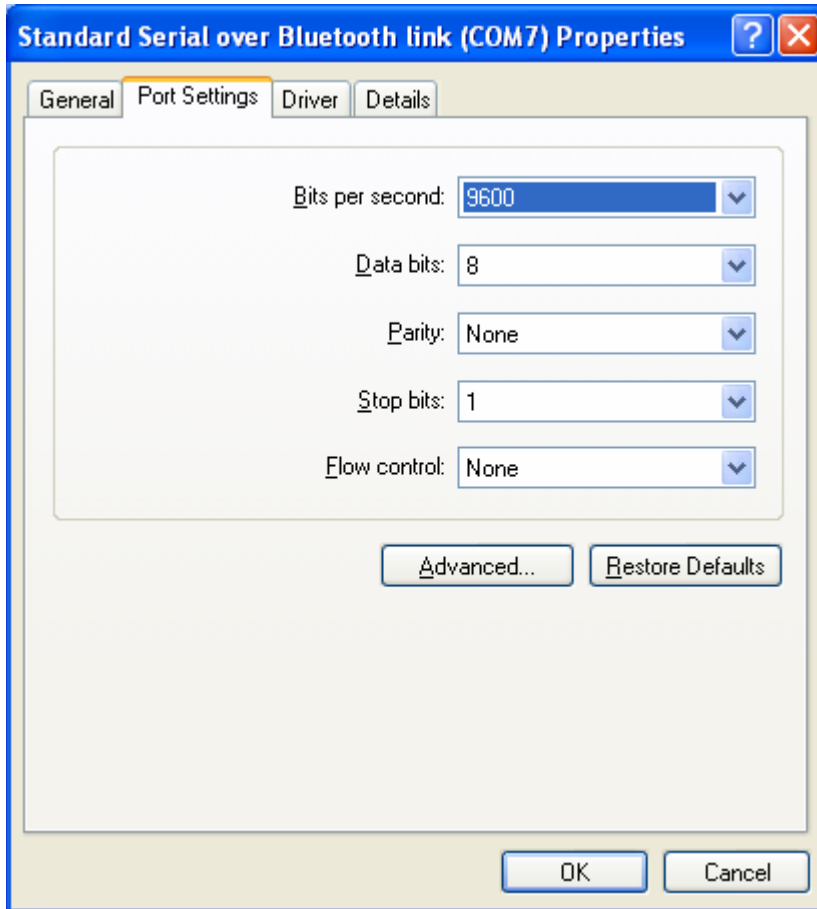 Standard Serial over Bluetooth link (COM7) Properties ?
General Port Settings Driver Details
Bits per second: 9600
Data bits: 8
Parity: None
Stop bits: 1
Flow control: None
Advanced... Restore Defaults
OK Cancel